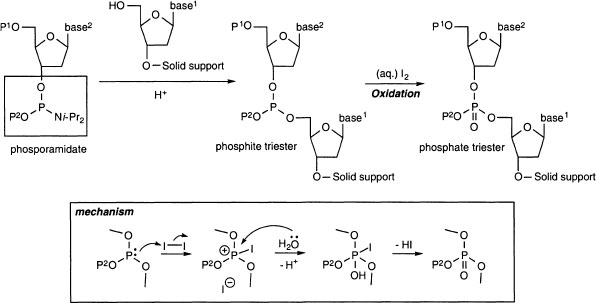 HO
base¹
P¹O
base²
P¹O
base²
P¹O
base²
O
O
O
O
O
O—Solid support
(aq.) I₂
Oxidation
H⁺
O
P
P²O
Ni-Pr₂
O
P
P²O
O
base¹
O
O
P
P²O
O
O
base¹
O
phosporamidate
phosphite triester
phosphate triester
O—Solid support
O—Solid support
mechanism
O
P:
P²O
O
I—I
O
⊕
P
I
P²O
O
I⊖
H₂O
- H⁺
O
P
I
P²O
OH
O
- HI
O
P
P²O
O
O